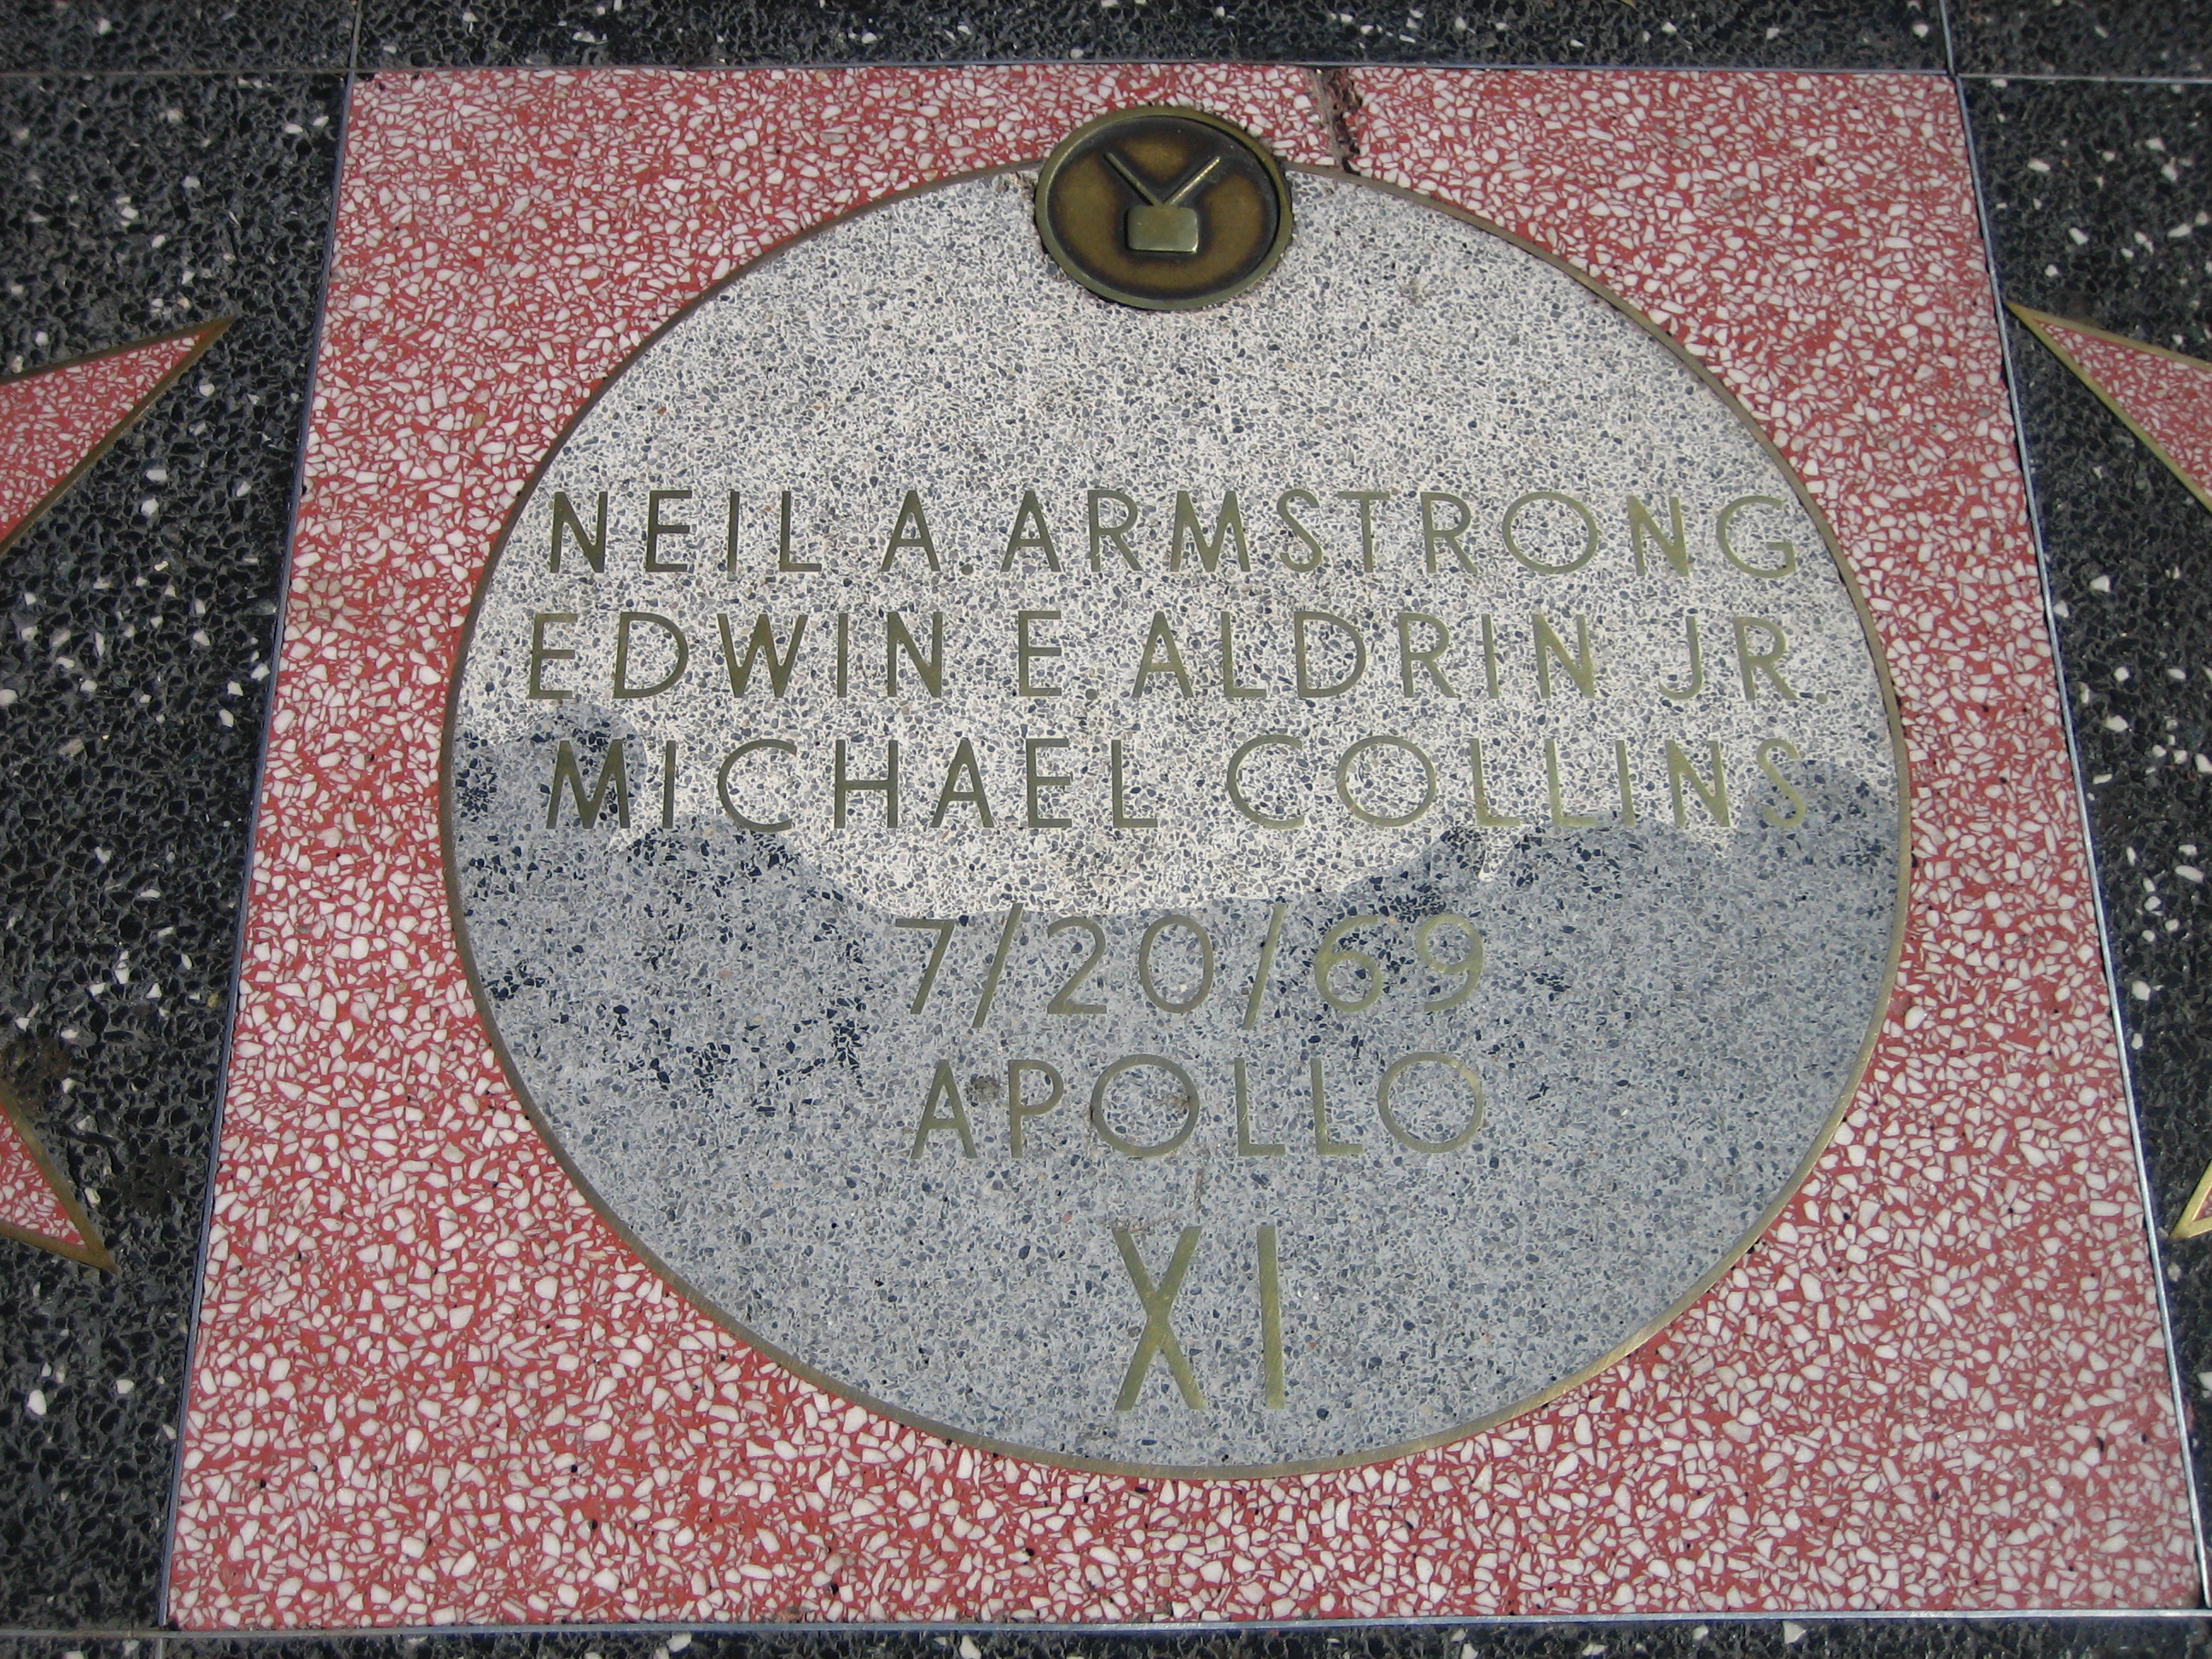 NEIL A. ARMSTRONG
EDWIN E. ALDRIN JR.
MICHAEL COLLINS
7/20/69
APOLLO
XI